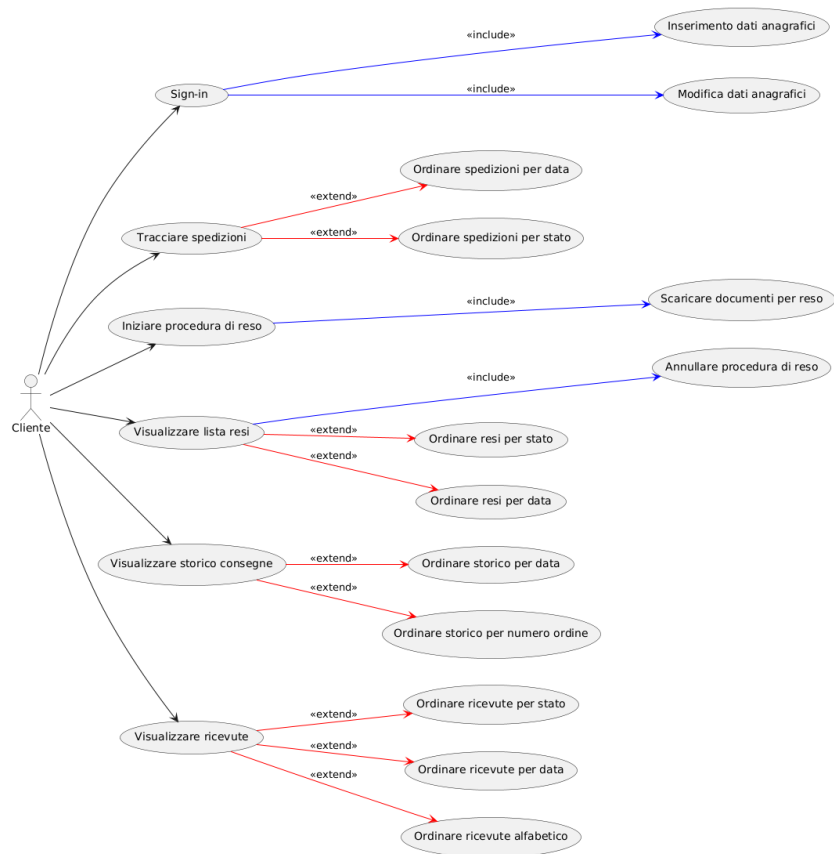 Inserimento dati anagrafici
«include»
Sign-in
«include»
Modifica dati anagrafici
Ordinare spedizioni per data
«extend»
Tracciare spedizioni
«extend»
Ordinare spedizioni per stato
Scaricare documenti per reso
«include»
Iniziare procedura di reso
Annullare procedura di reso
«include»
Cliente
Visualizzare lista resi
«extend»
Ordinare resi per stato
«extend»
Ordinare resi per data
Visualizzare storico consegne
«extend»
Ordinare storico per data
«extend»
Ordinare storico per numero ordine
Ordinare ricevute per stato
«extend»
Visualizzare ricevute
«extend»
Ordinare ricevute per data
«extend»
Ordinare ricevute alfabetico